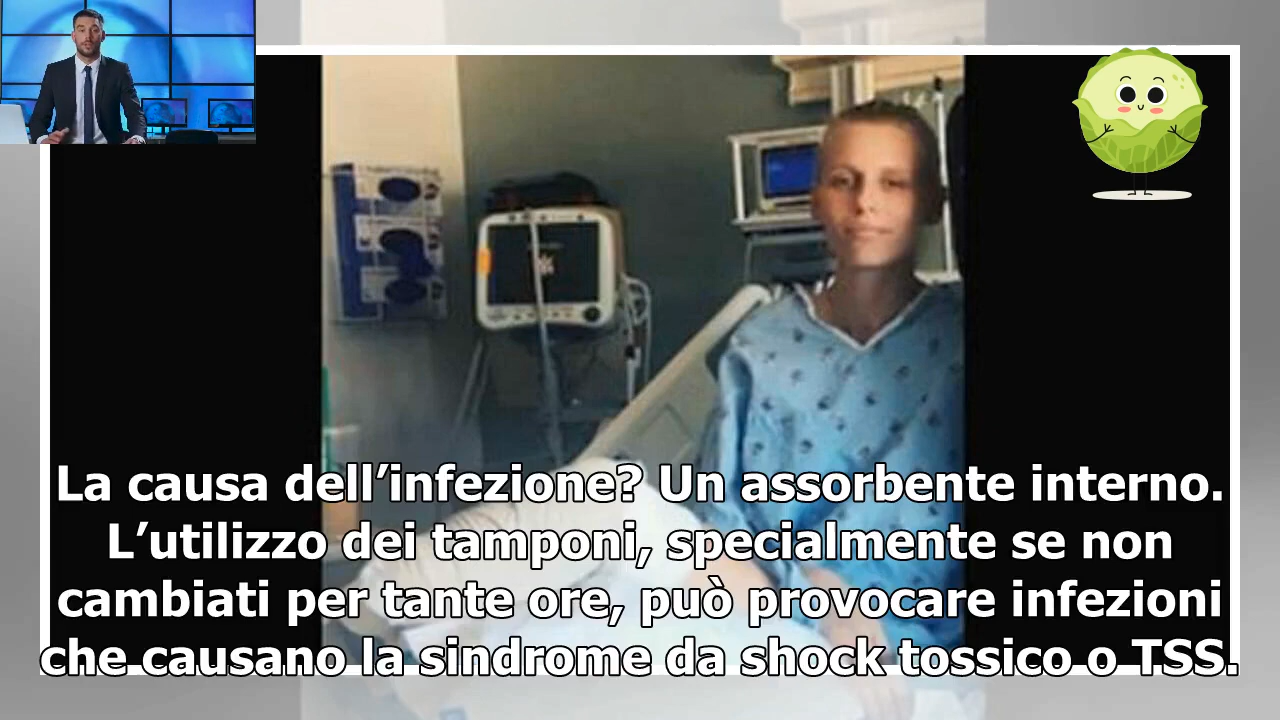 La causa dell’infezione? Un assorbente interno.
L’utilizzo dei tamponi, specialmente se non
cambiati per tante ore, può provocare infezioni
che causano la sindrome da shock tossico o TSS.